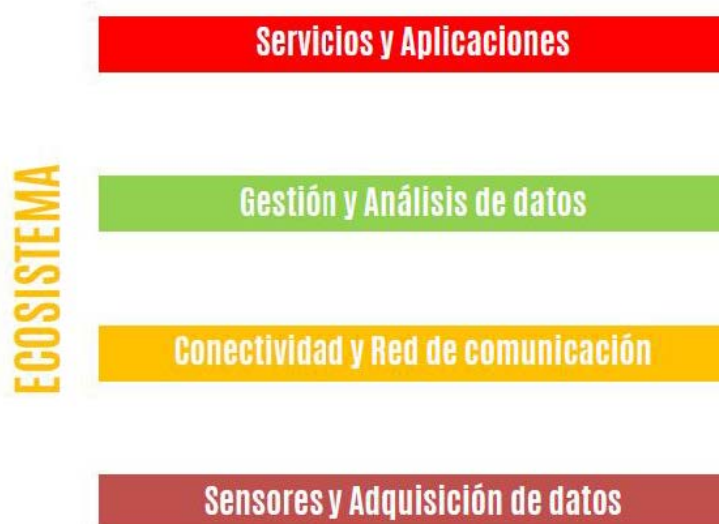 ECOSISTEMA
Servicios y Aplicaciones
Gestión y Análisis de datos
Conectividad y Red de comunicación
Sensores y Adquisición de datos